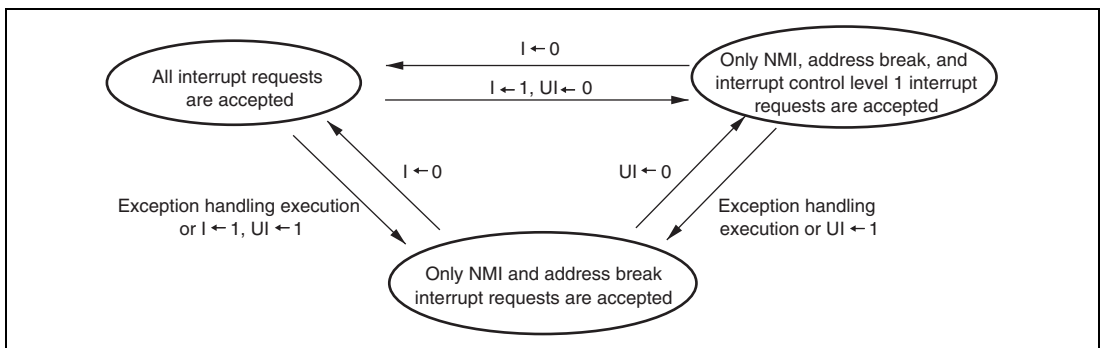 I ← 0
All interrupt requests
are accepted
Only NMI, address break, and
interrupt control level 1 interrupt
requests are accepted
I ← 1, UI ← 0
I ← 0
UI ← 0
Exception handling execution
or I ← 1, UI ← 1
Exception handling
execution or UI ← 1
Only NMI and address break
interrupt requests are accepted